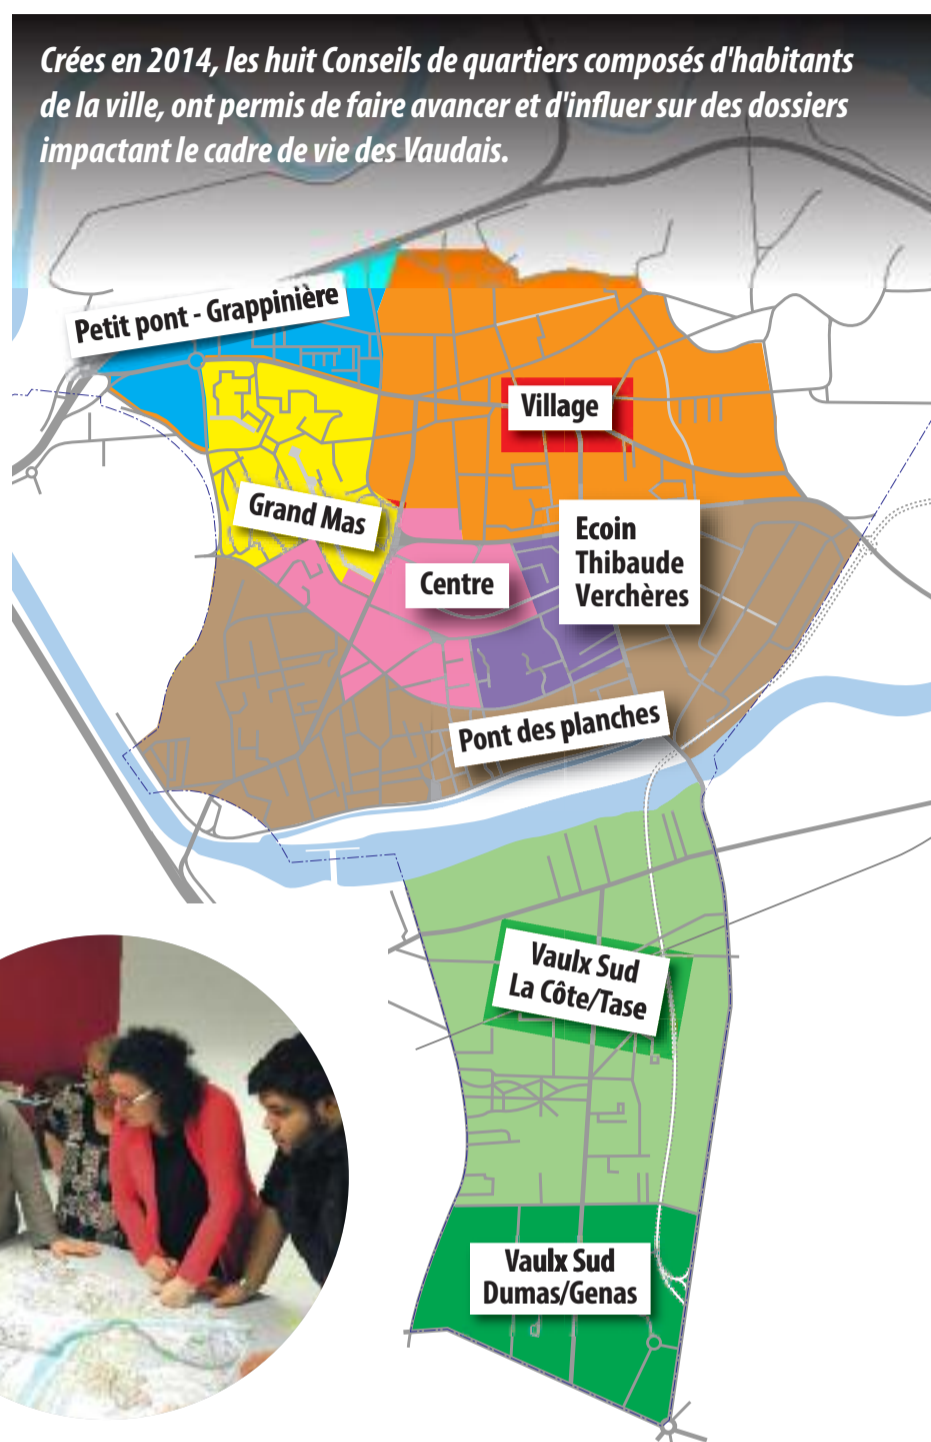 Crées en 2014, les huit Conseils de quartiers composés d'habitants
de la ville, ont permis de faire avancer et d'influer sur des dossiers
impactant le cadre de vie des Vaudais.
Petit pont - Grappinière
Village
Grand Mas
Ecoin
Thibaude
Verchères
Centre
Pont des planches
Vaulx Sud
La Côte/Tase
Vaulx Sud
Dumas/Genas